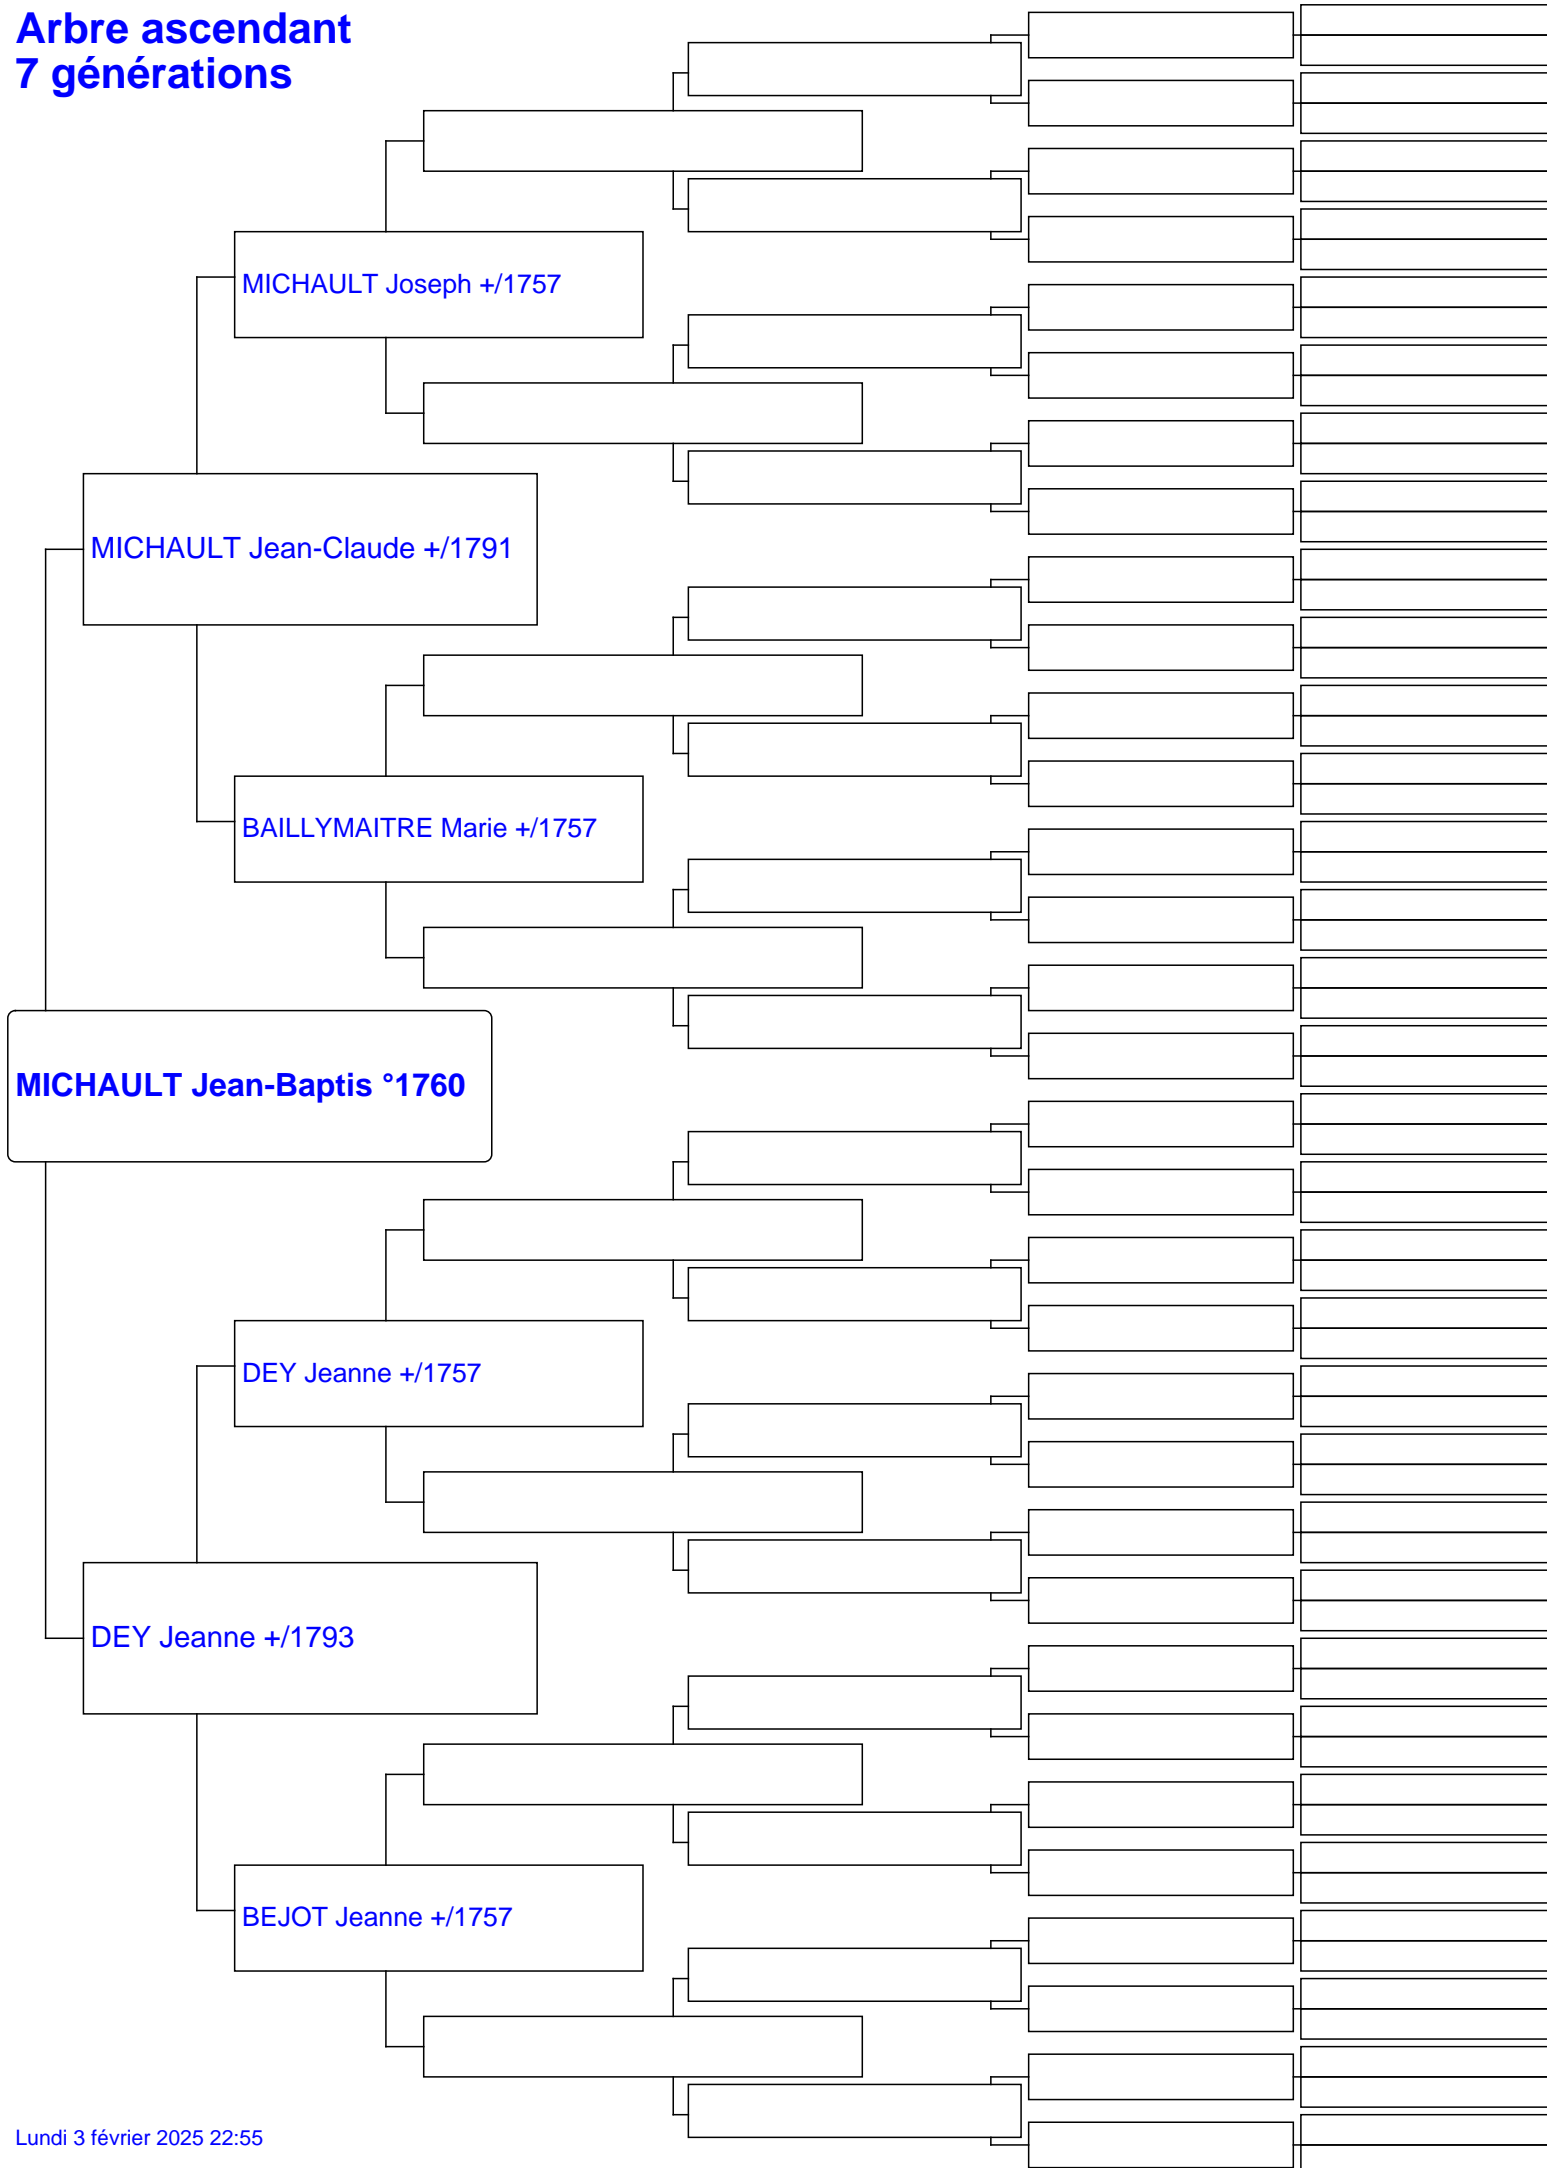 Arbre ascendant
7 générations
MICHAULT Joseph +/1757
MICHAULT Jean-Claude +/1791
BAILLYMAITRE Marie +/1757
MICHAULT Jean-Baptis °1760
DEY Jeanne +/1757
DEY Jeanne +/1793
BEJOT Jeanne +/1757
Lundi 3 février 2025 22:55